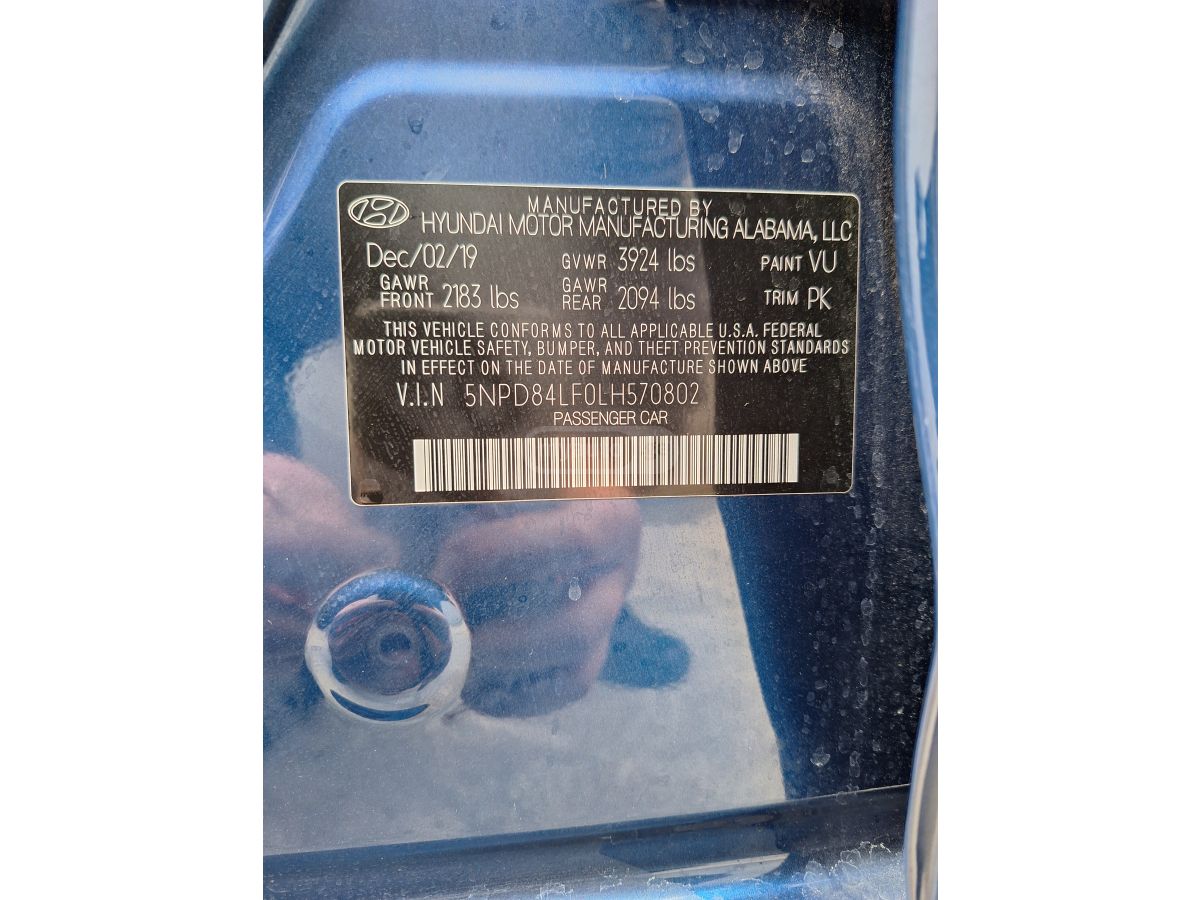 MANUFACTURED BY
HYUNDAI MOTOR MANUFACTURING ALABAMA, LLC
Dec/02/19 GVWR 3924 lbs PAINT VU
GAWR FRONT 2183 lbs GAWR REAR 2094 lbs TRIM PK
THIS VEHICLE CONFORMS TO ALL APPLICABLE U.S.A. FEDERAL
MOTOR VEHICLE SAFETY, BUMPER, AND THEFT PREVENTION STANDARDS
IN EFFECT ON THE DATE OF MANUFACTURE SHOWN ABOVE
V.I.N 5NPD84LF0LH570802
PASSENGER CAR